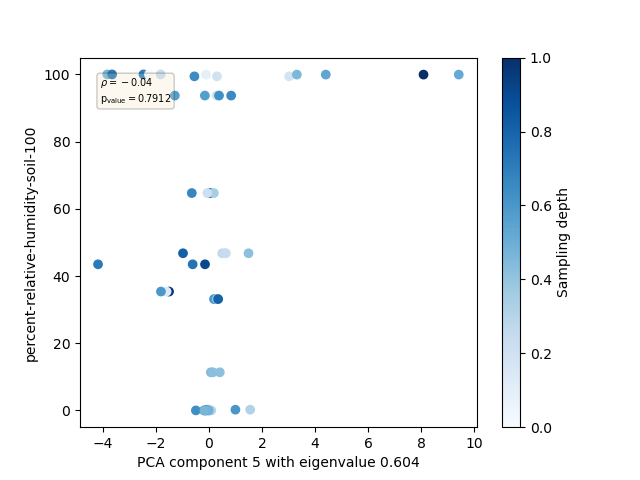 ρ = −0.04
p_value = 0.7912
100
80
60
40
20
0
percent-relative-humidity-soil-100
−4 −2 0 2 4 6 8 10
PCA component 5 with eigenvalue 0.604
1.0
0.8
0.6
0.4
0.2
0.0
Sampling depth